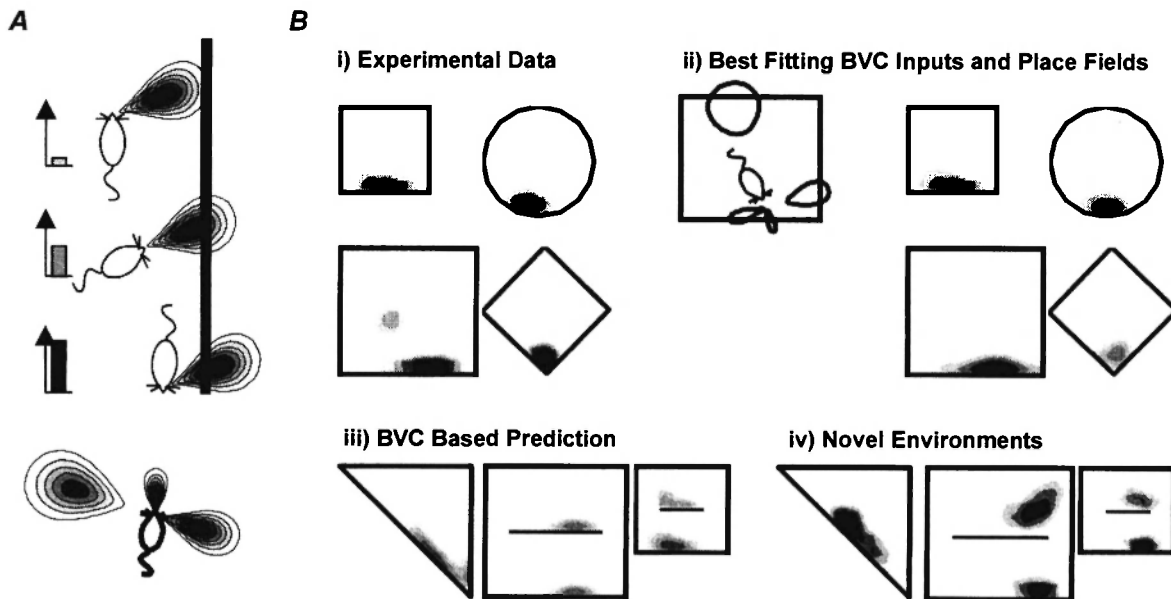 A
B
i) Experimental Data
ii) Best Fitting BVC Inputs and Place Fields
iii) BVC Based Prediction
iv) Novel Environments